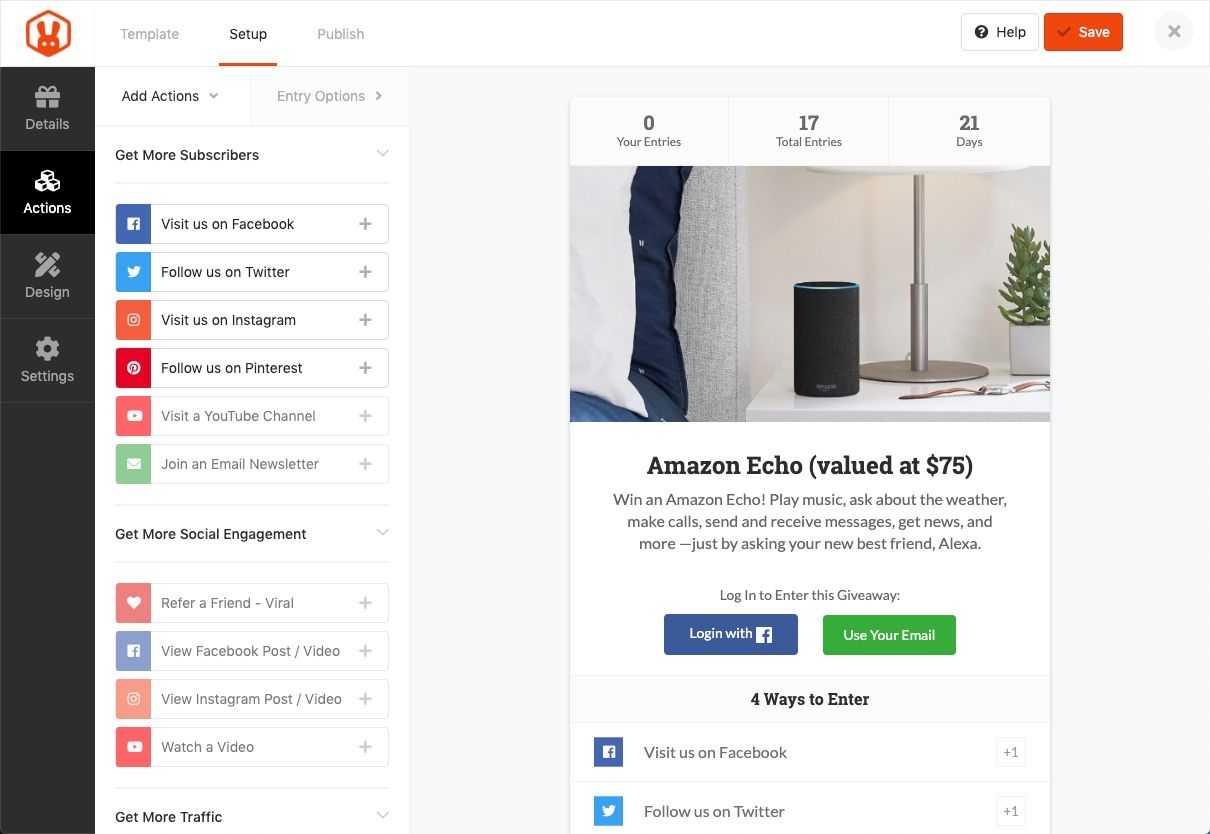 Template
Setup
Publish
Help
Save
Details
Actions
Design
Settings
Add Actions
Entry Options
Get More Subscribers
Visit us on Facebook
Follow us on Twitter
Visit us on Instagram
Follow us on Pinterest
Visit a YouTube Channel
Join an Email Newsletter
Get More Social Engagement
Refer a Friend - Viral
View Facebook Post / Video
View Instagram Post / Video
Watch a Video
Get More Traffic
0
Your Entries
17
Total Entries
21
Days
amazon
Amazon Echo (valued at $75)
Win an Amazon Echo! Play music, ask about the weather,
make calls, send and receive messages, get news, and
more —just by asking your new best friend, Alexa.
Log In to Enter this Giveaway:
Login with
Use Your Email
4 Ways to Enter
Visit us on Facebook
+1
Follow us on Twitter
+1